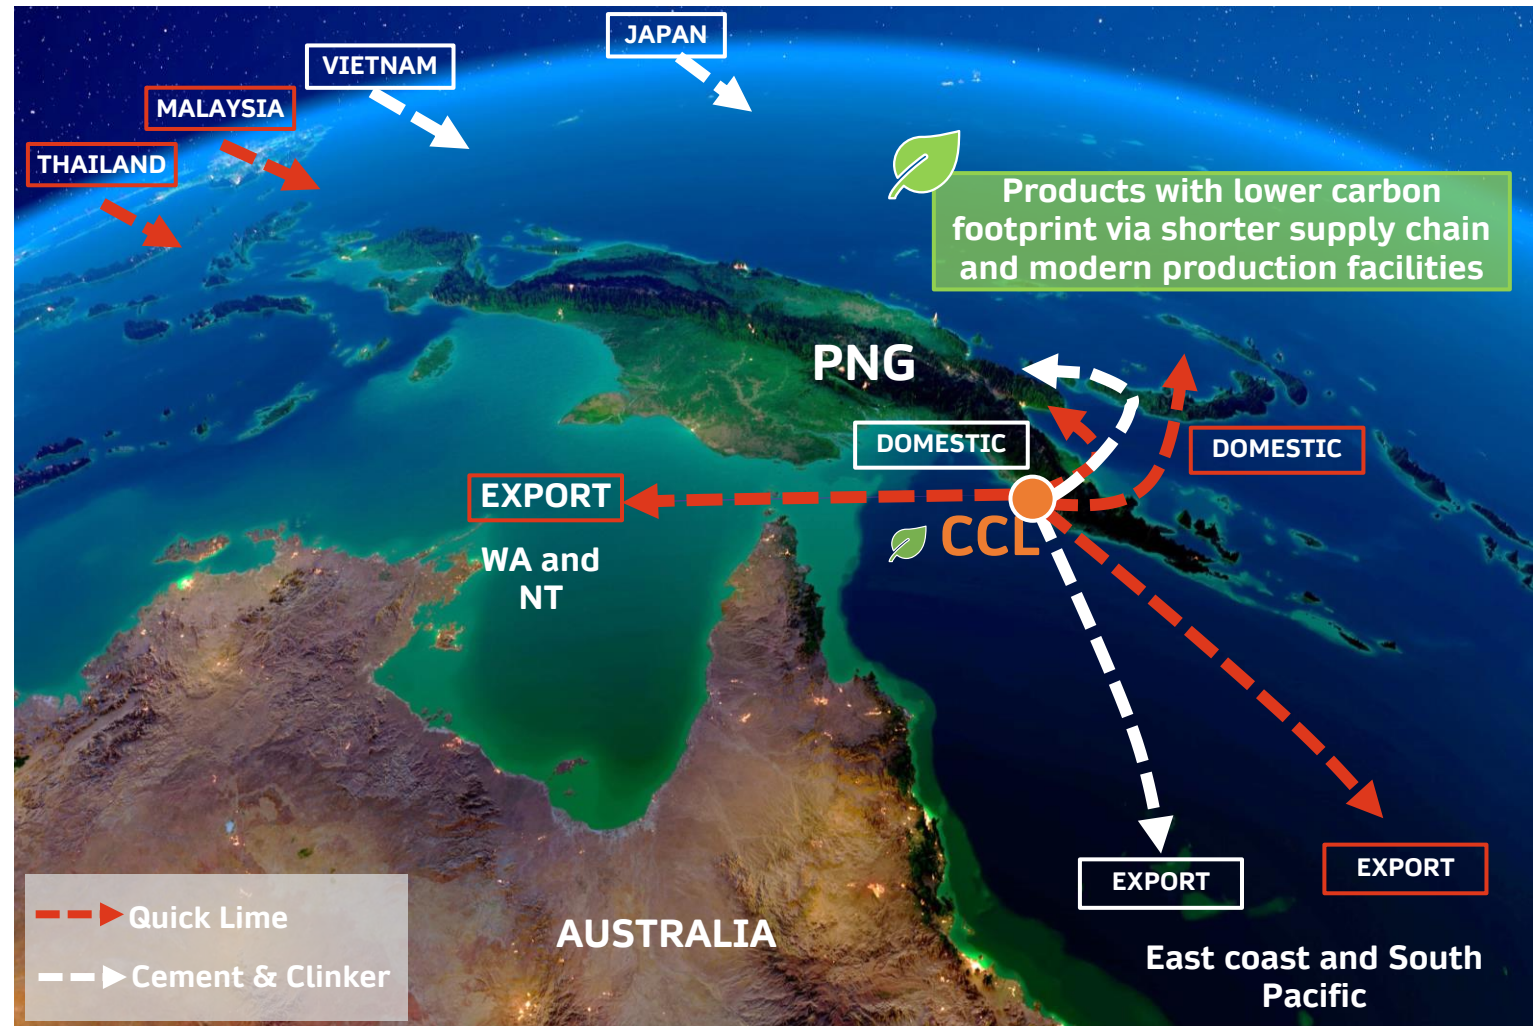 JAPAN
VIETNAM
MALAYSIA
THAILAND
Products with lower carbon
footprint via shorter supply chain
and modern production facilities
PNG
DOMESTIC
DOMESTIC
EXPORT
CCL
WA and
NT
EXPORT
EXPORT
Quick Lime
AUSTRALIA
East coast and South
Pacific
Cement & Clinker